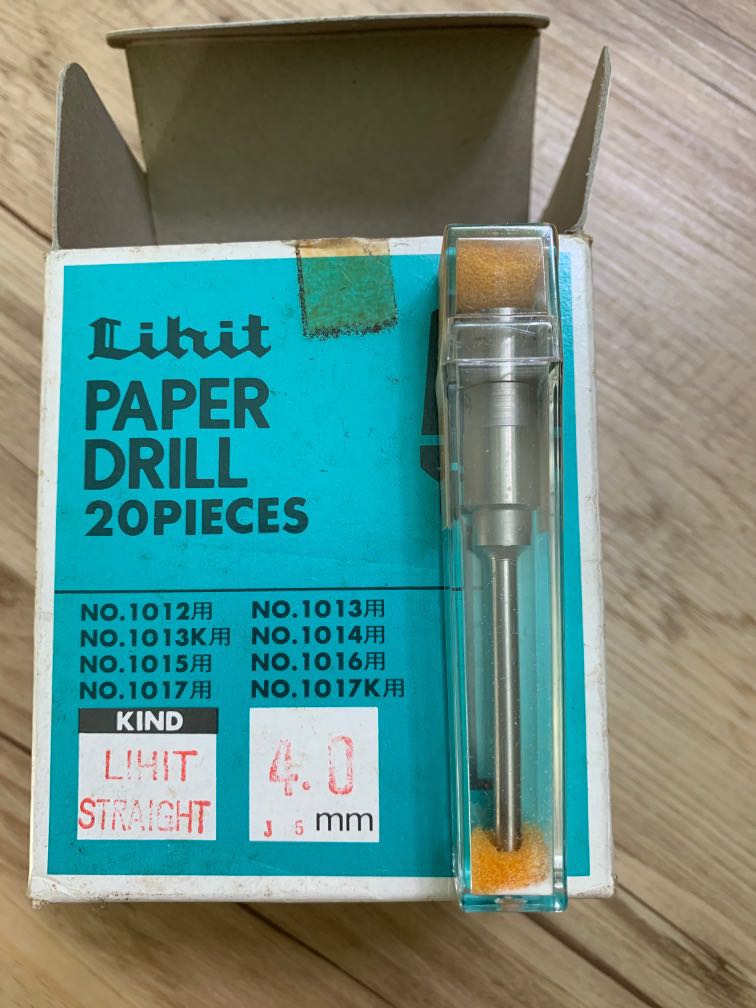 Lihit
PAPER
DRILL
20PIECES
NO.1012用 NO.1013用
NO.1013K用 NO.1014用
NO.1015用 NO.1016用
NO.1017用 NO.1017K用
KIND
LIHIT
STRAIGHT
4.0
J 5 mm